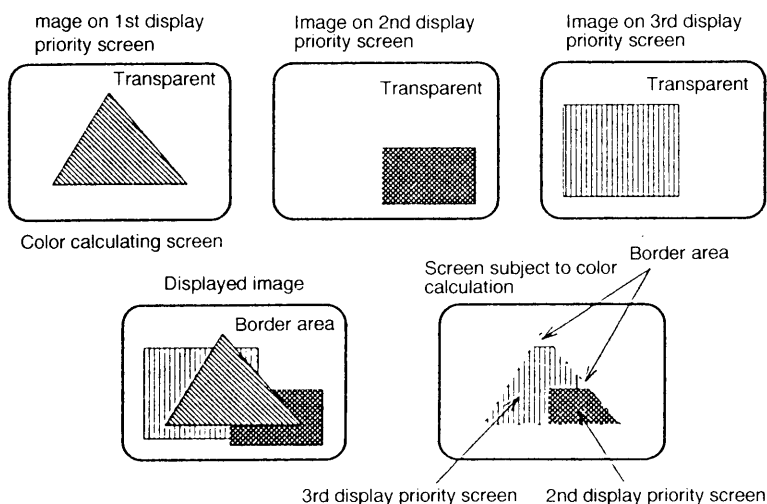 mage on 1st display
priority screen
Image on 2nd display
priority screen
Image on 3rd display
priority screen
Transparent
Transparent
Transparent
Color calculating screen
Displayed image
Border area
Screen subject to color
calculation
Border area
3rd display priority screen
2nd display priority screen